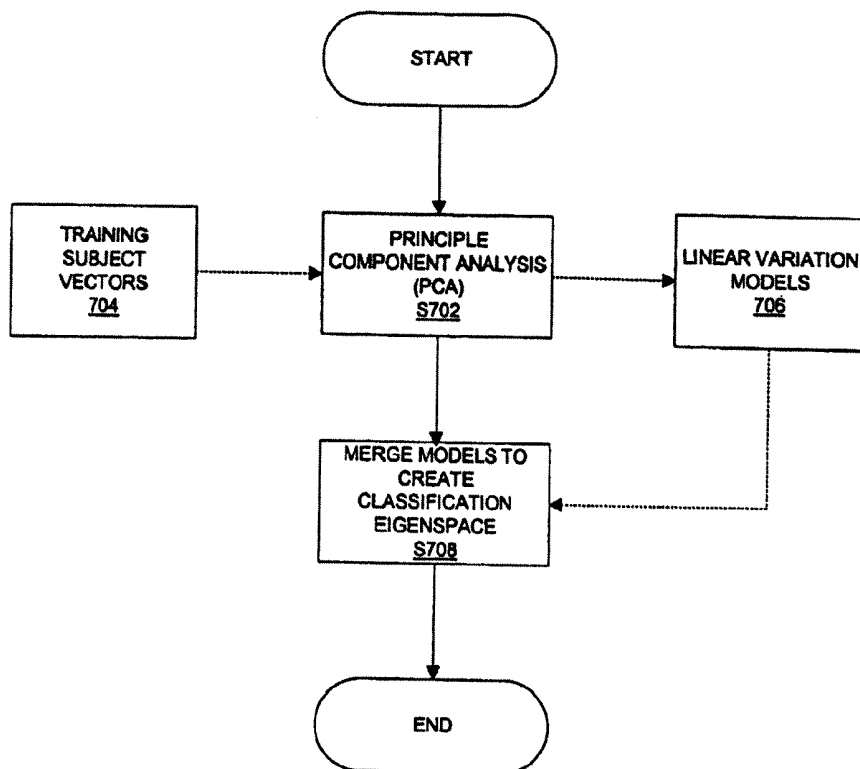 START
TRAINING
SUBJECT
VECTORS
704
PRINCIPLE
COMPONENT ANALYSIS
(PCA)
S702
LINEAR VARIATION
MODELS
706
MERGE MODELS TO
CREATE
CLASSIFICATION
EIGENSPACE
S708
END